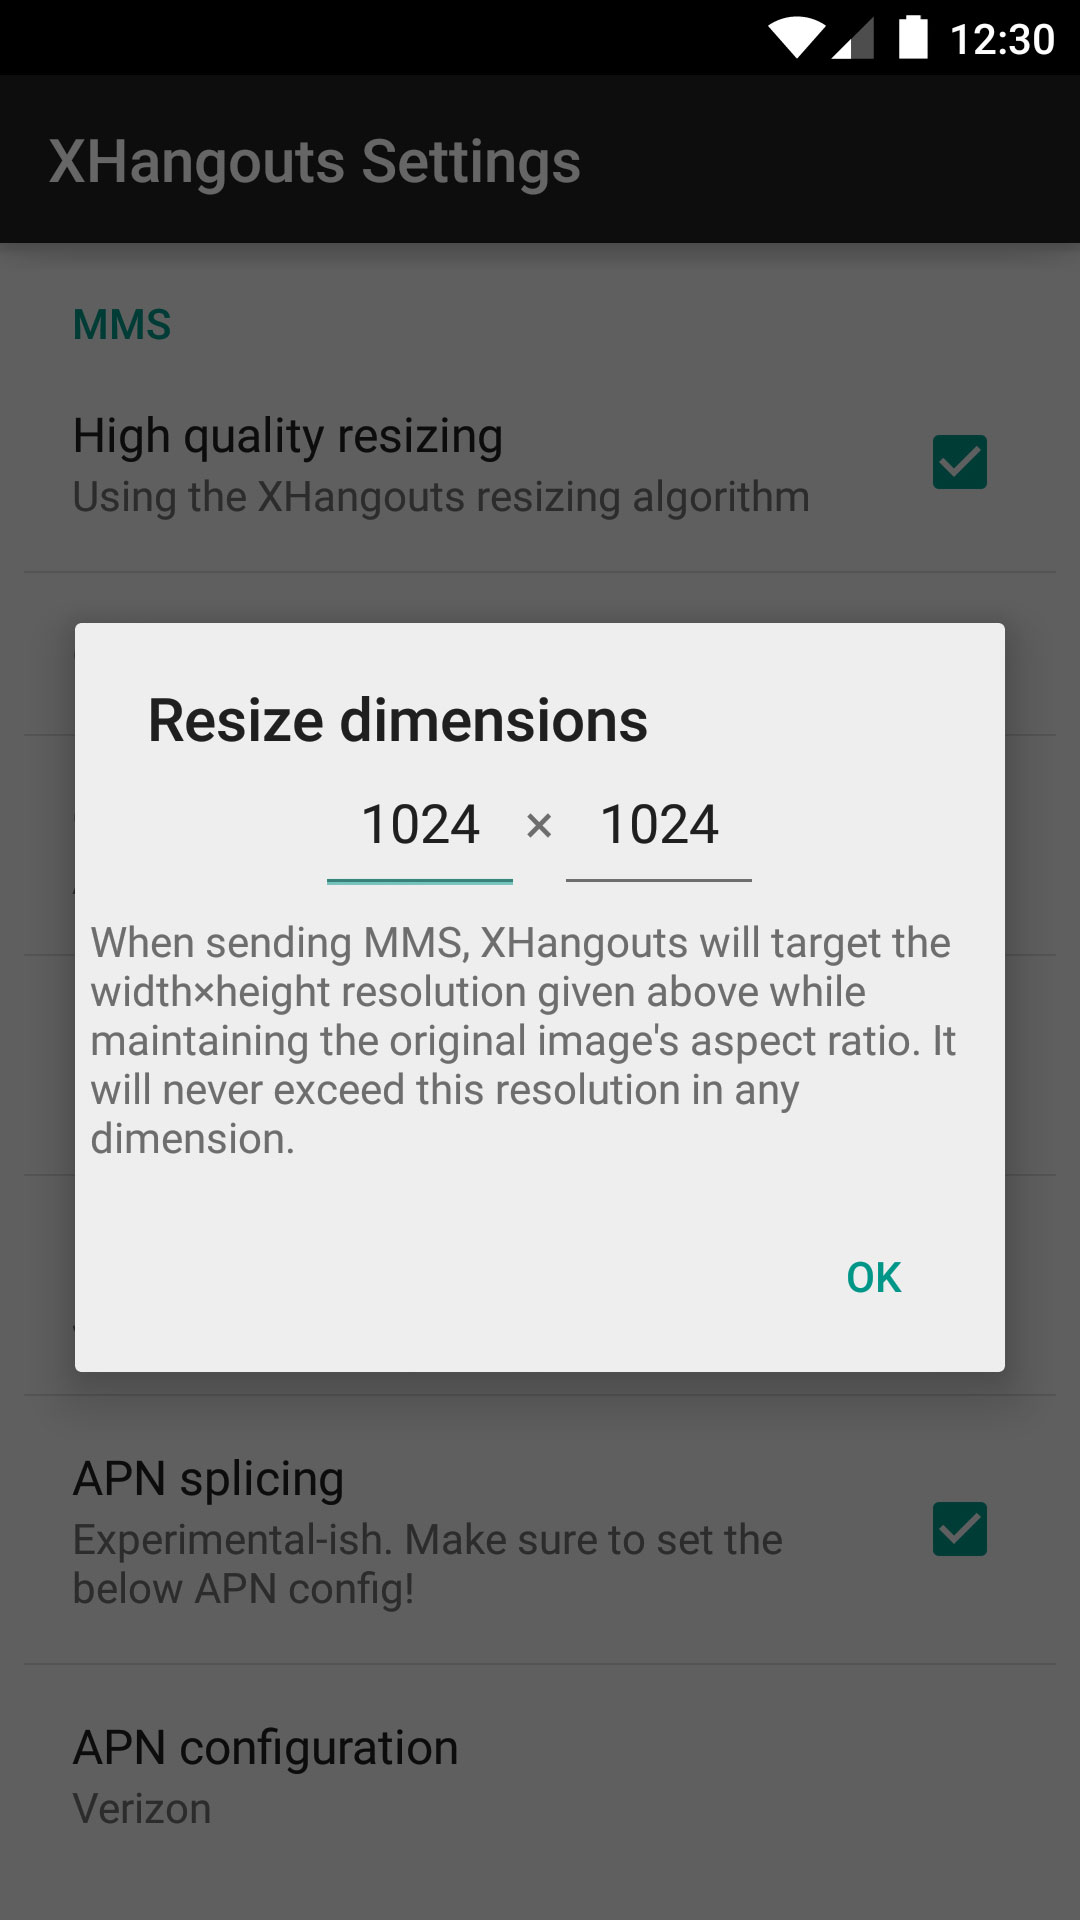 12:30
XHangouts Settings
MMS
High quality resizing
Using the XHangouts resizing algorithm
Resize dimensions
1024 × 1024
When sending MMS, XHangouts will target the
width×height resolution given above while
maintaining the original image's aspect ratio. It
will never exceed this resolution in any
dimension.
OK
APN splicing
Experimental-ish. Make sure to set the
below APN config!
APN configuration
Verizon